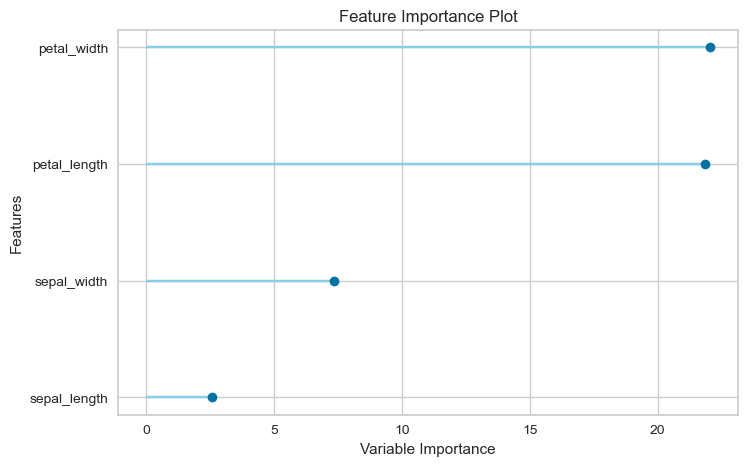 Feature Importance Plot
petal_width
petal_length
sepal_width
sepal_length
Features
0 5 10 15 20
Variable Importance